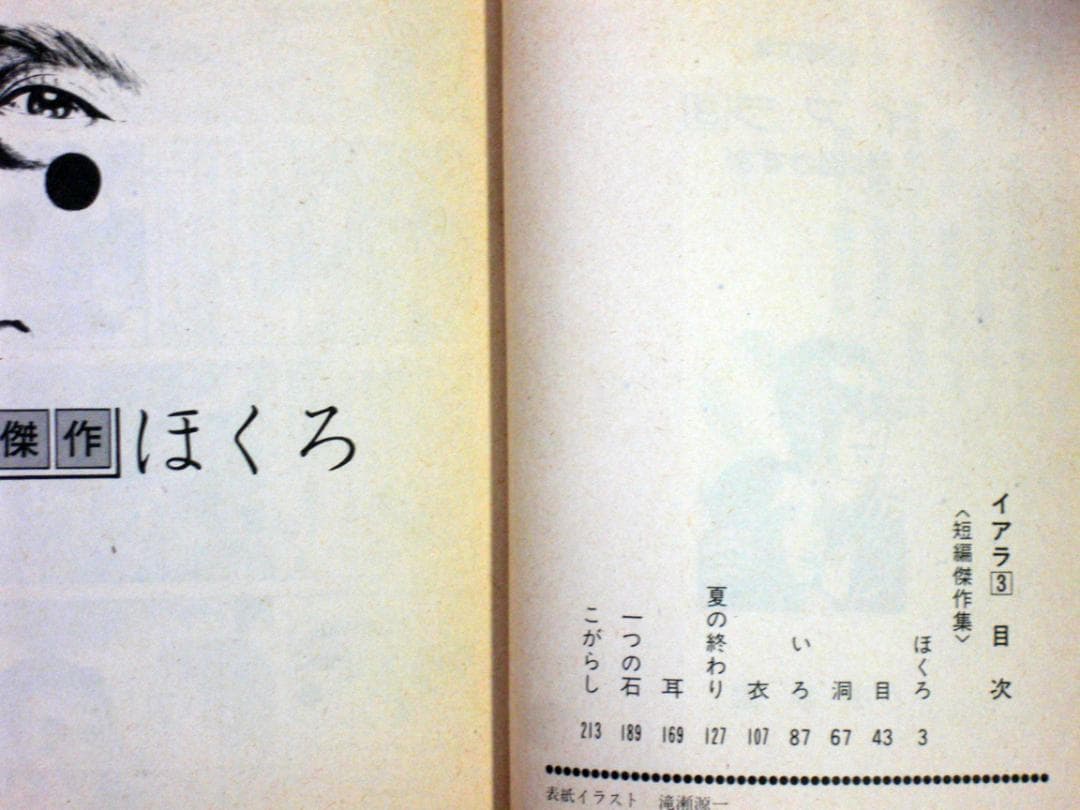 イアラ3 目次
〈短編傑作集〉
ほくろ 3
目 43
洞 67
いろ 87
衣 107
夏の終わり 127
耳 169
一つの石 189
こがらし 213
表紙イラスト 滝瀬源一
傑作ほくろ